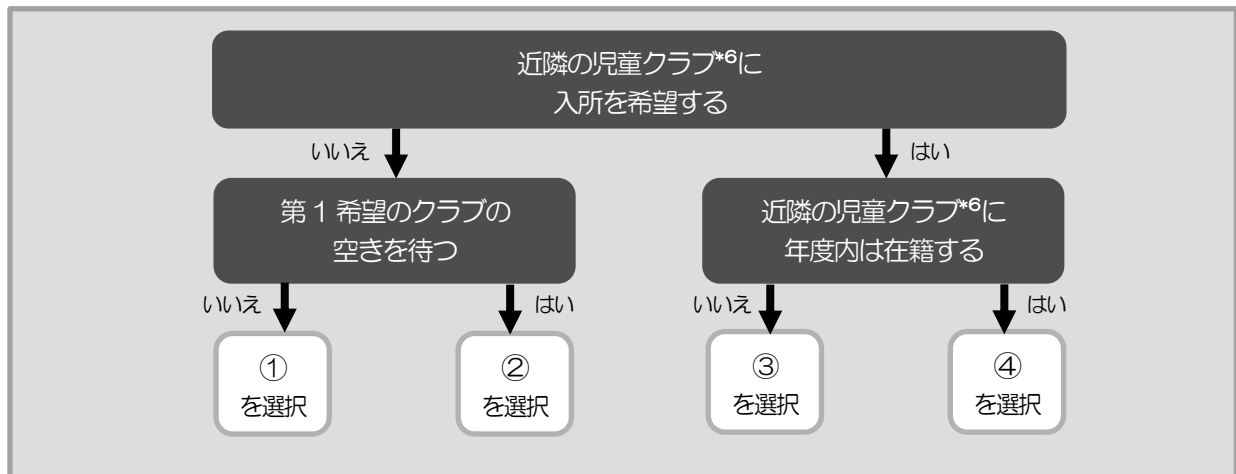 近隣の児童クラブ*6に
入所を希望する
いいえ
はい
第1希望のクラブの
空きを待つ
近隣の児童クラブ*6に
年度内は在籍する
いいえ
はい
いいえ
はい
①
を選択
②
を選択
③
を選択
④
を選択